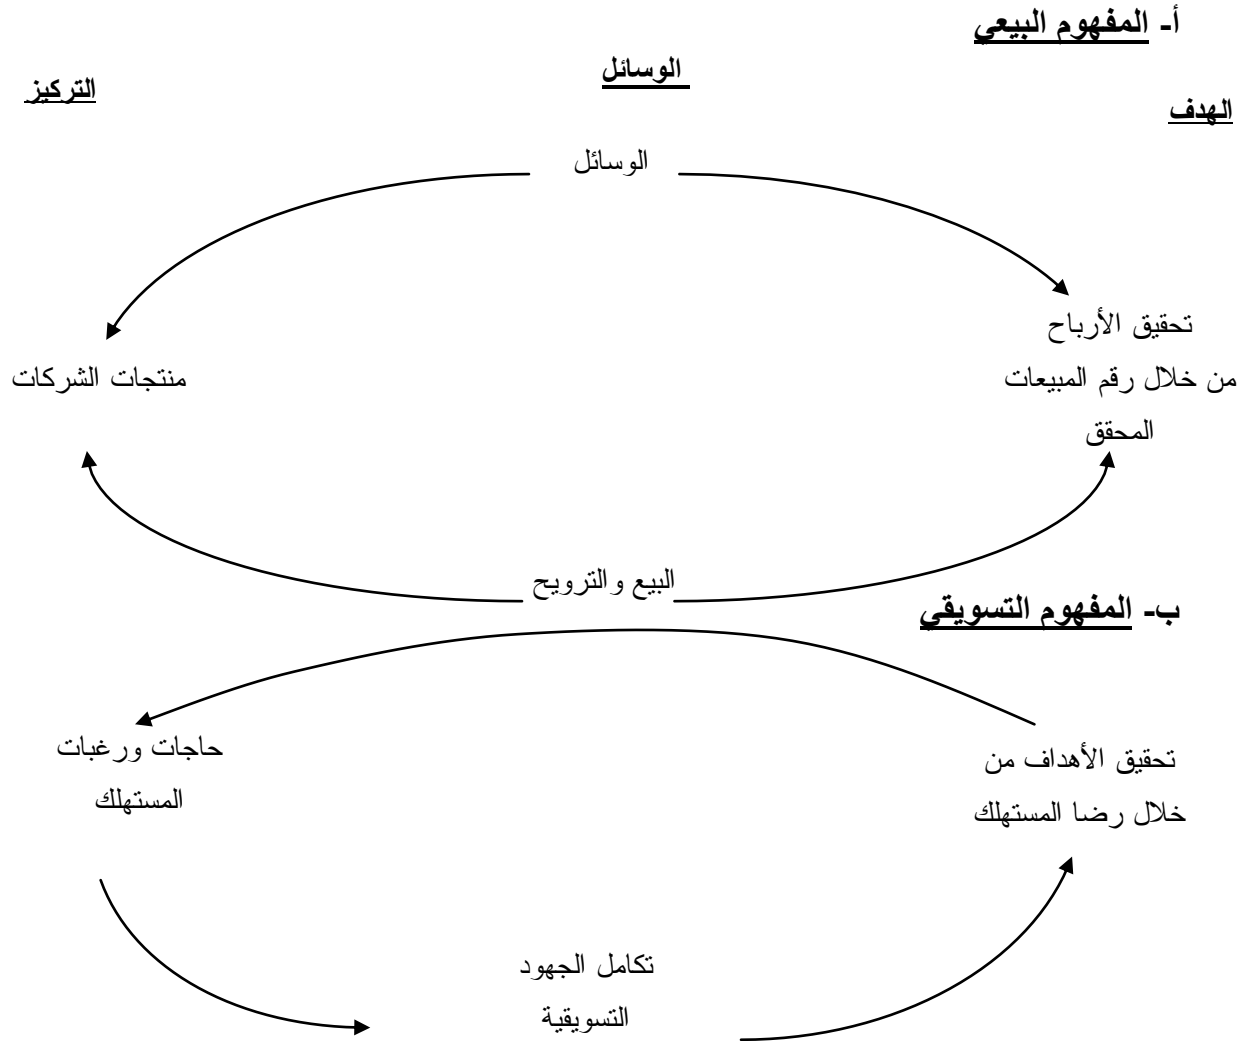 أ- المفهوم البيعي
الهدف
الوسائل
التركيز
الوسائل
تحقيق الأرباح
من خلال رقم المبيعات
المحقق
منتجات الشركات
البيع والترويح
ب- المفهوم التسويقي
تحقيق الأهداف من
خلال رضا المستهلك
حاجات ورغبات
المستهلك
تكامل الجهود
التسويقية